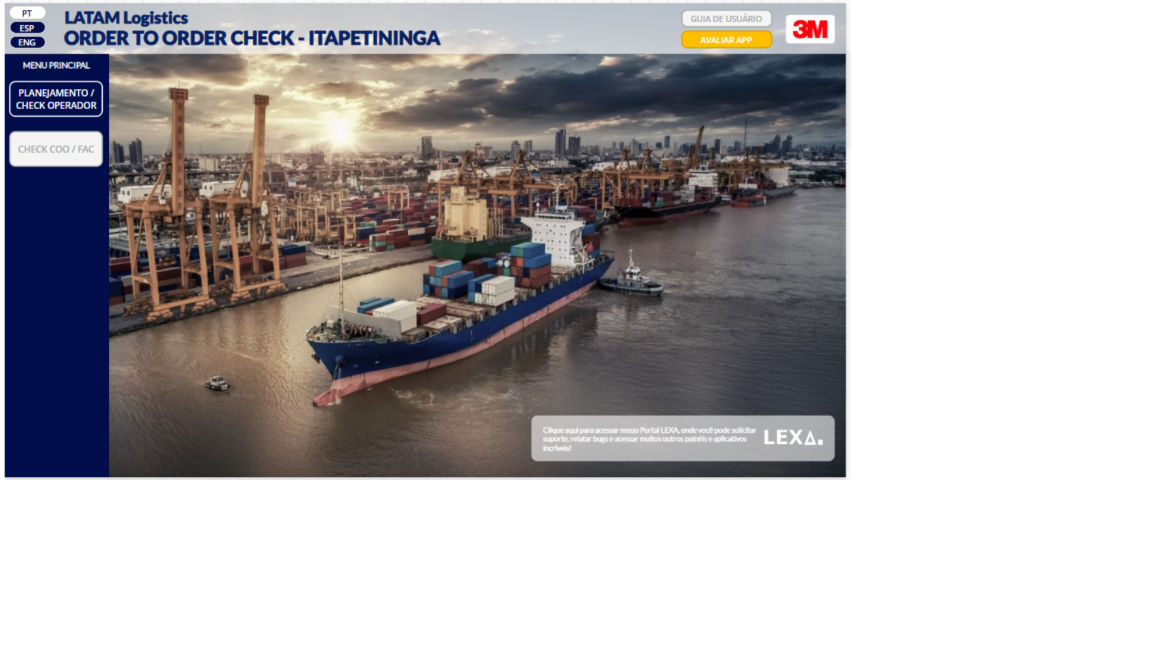 PT
ESP
ENG
LATAM Logistics
ORDER TO ORDER CHECK - ITAPETININGA
GUIA DE USUÁRIO
AVALIAR APP
3M
MENU PRINCIPAL
PLANEJAMENTO /
CHECK OPERADOR
CHECK COO / FAC
Clique aqui para acessar nosso Portal LEXA, onde você pode solicitar
suporte, relatar bugs e acessar muitos outros painéis e aplicativos
incríveis!
LEXA.